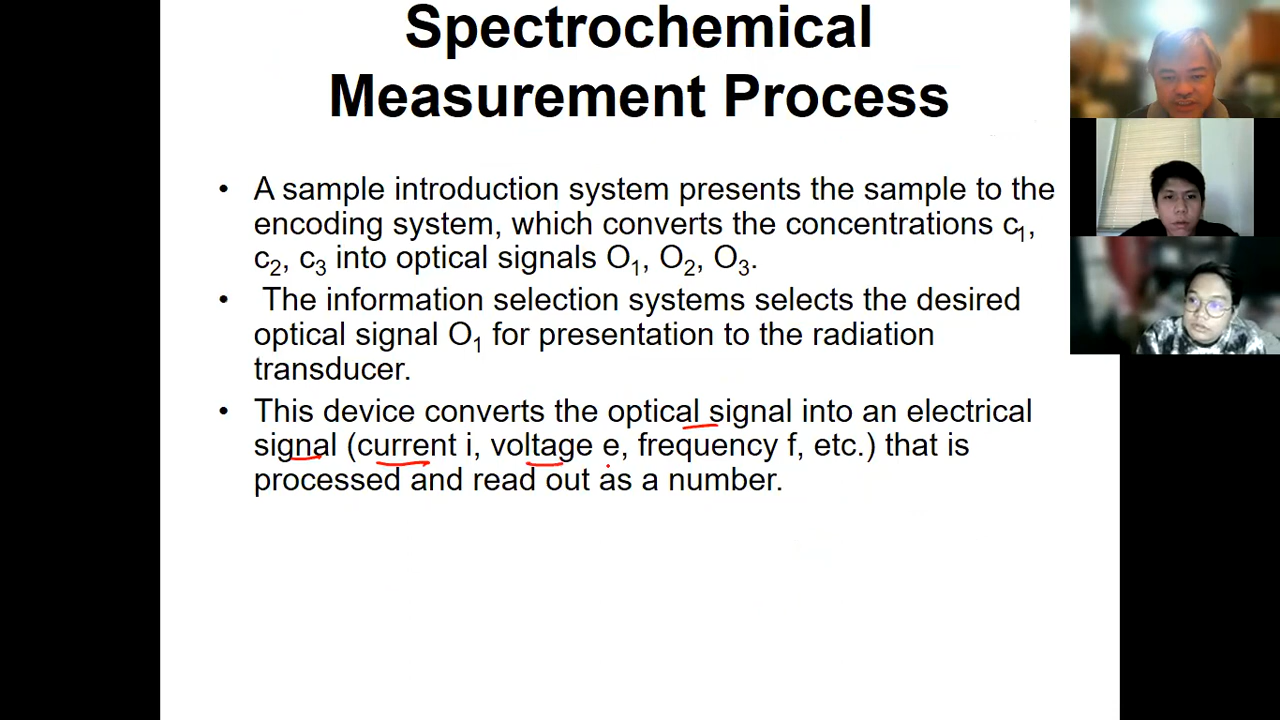 Spectrochemical
Measurement Process
• A sample introduction system presents the sample to the
encoding system, which converts the concentrations c₁,
c₂, c₃ into optical signals O₁, O₂, O₃.
• The information selection systems selects the desired
optical signal O₁ for presentation to the radiation
transducer.
• This device converts the optical signal into an electrical
signal (current i, voltage e, frequency f, etc.) that is
processed and read out as a number.